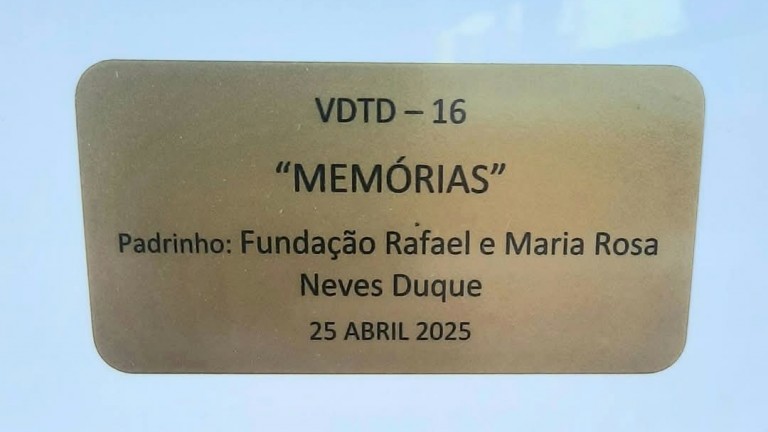 VDTD – 16
“MEMÓRIAS”
Padrinho: Fundação Rafael e Maria Rosa
Neves Duque
25 ABRIL 2025